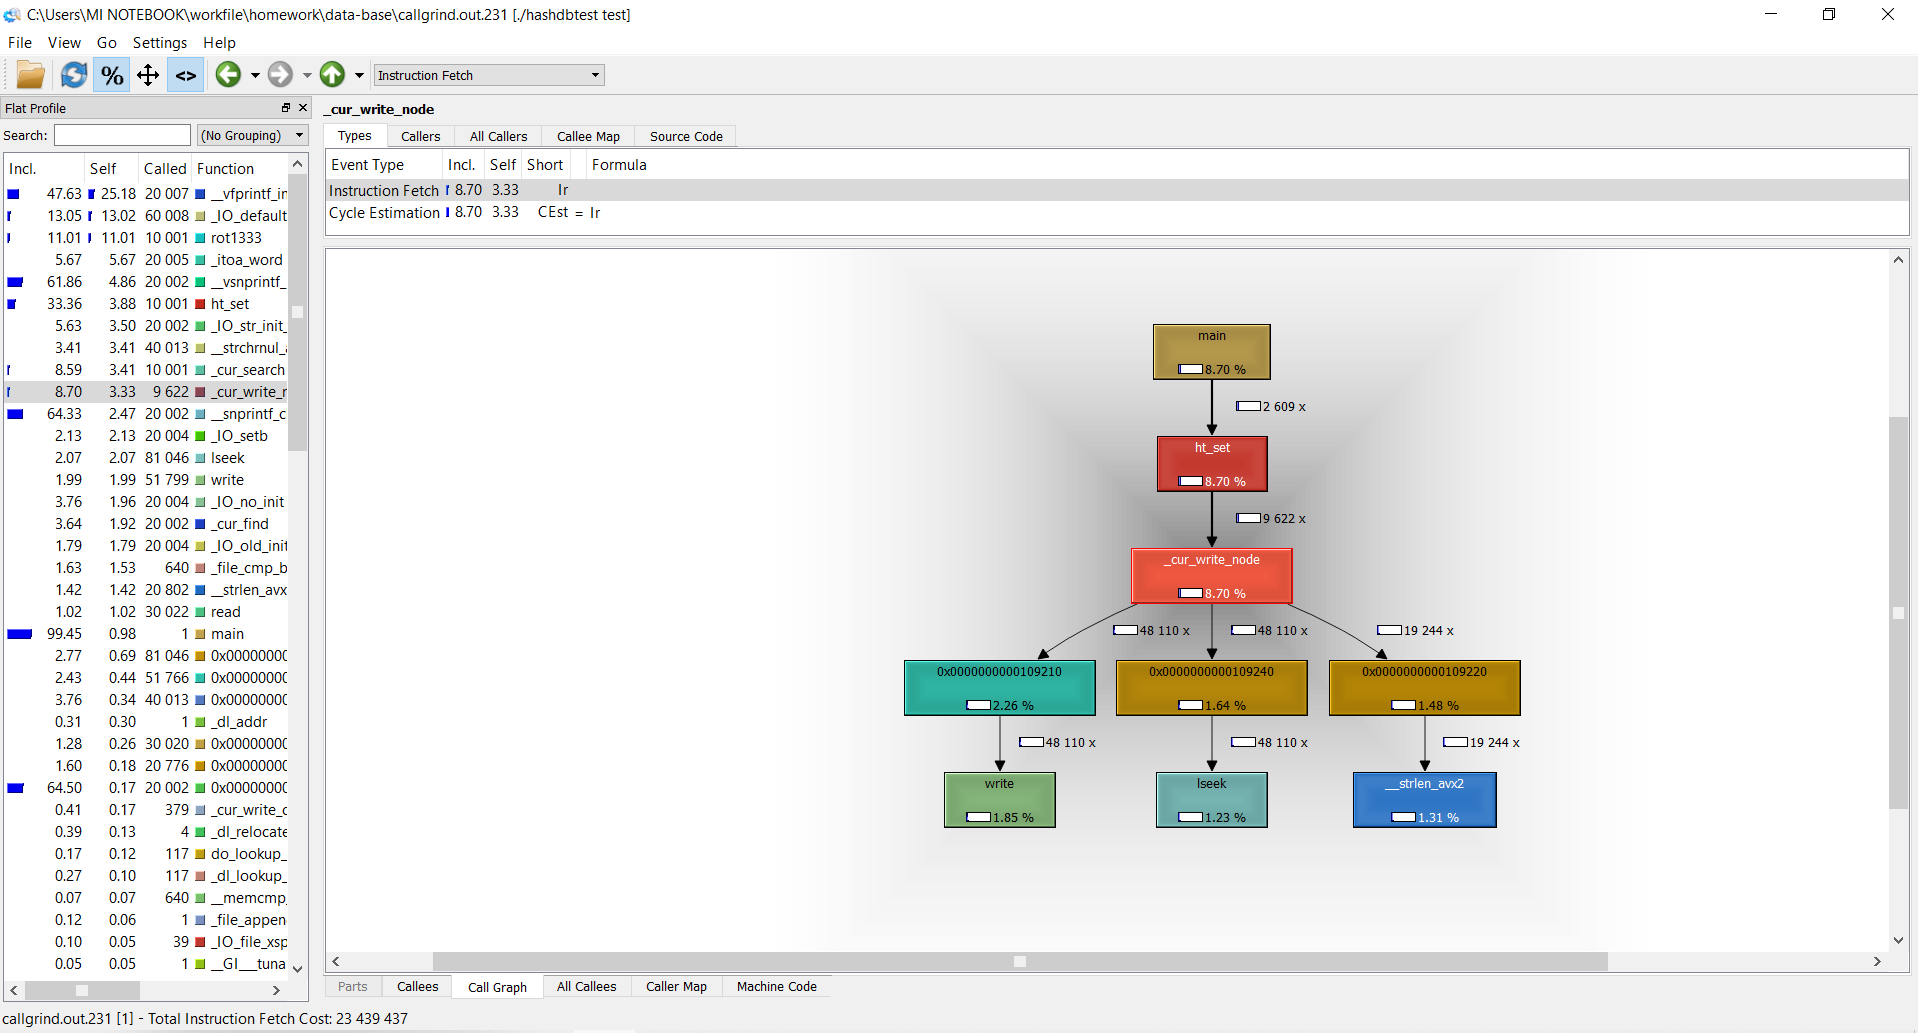 C:\Users\MI NOTEBOOK\workfile\homework\data-base\callgrind.out.231 [./hashdbtest test]
File View Go Settings Help
% <> Instruction Fetch
Flat Profile
Search: (No Grouping)
Incl. Self Called Function
47.63 25.18 20 007 __vfprintf_in
13.05 13.02 60 008 _IO_default
11.01 11.01 10 001 rot1333
5.67 5.67 20 005 _itoa_word
61.86 4.86 20 002 __vsnprintf_
33.36 3.88 10 001 ht_set
5.63 3.50 20 002 _IO_str_init_
3.41 3.41 40 013 __strchrnul_a
8.59 3.41 10 001 _cur_search
8.70 3.33 9 622 _cur_write_r
64.33 2.47 20 002 __snprintf_c
2.13 2.13 20 004 _IO_setb
2.07 2.07 81 046 lseek
1.99 1.99 51 799 write
3.76 1.96 20 004 _IO_no_init
3.64 1.92 20 002 _cur_find
1.79 1.79 20 004 _IO_old_init
1.63 1.53 640 _file_cmp_b
1.42 1.42 20 802 __strlen_avx
1.02 1.02 30 022 read
99.45 0.98 1 main
2.77 0.69 81 046 0x0000000
2.43 0.44 51 766 0x0000000
3.76 0.34 40 013 0x0000000
0.31 0.30 1 _dl_addr
1.28 0.26 30 020 0x0000000
1.60 0.18 20 776 0x0000000
64.50 0.17 20 002 0x0000000
0.41 0.17 379 _cur_write_c
0.39 0.13 4 _dl_relocate
0.17 0.12 117 do_lookup_
0.27 0.10 117 _dl_lookup_
0.07 0.07 640 __memcmp_
0.12 0.06 1 _file_appen
0.10 0.05 39 _IO_file_xsp
0.05 0.05 1 __GI___tuna
_cur_write_node
Types Callers All Callers Callee Map Source Code
Event Type Incl. Self Short Formula
Instruction Fetch 8.70 3.33 Ir
Cycle Estimation 8.70 3.33 CEst = Ir
main
8.70 %
2 609 x
ht_set
8.70 %
9 622 x
_cur_write_node
8.70 %
48 110 x 48 110 x 19 244 x
0x0000000000109210 0x0000000000109240 0x0000000000109220
2.26 % 1.64 % 1.48 %
48 110 x 48 110 x 19 244 x
write lseek __strlen_avx2
1.85 % 1.23 % 1.31 %
Parts Callees Call Graph All Callees Caller Map Machine Code
callgrind.out.231 [1] - Total Instruction Fetch Cost: 23 439 437